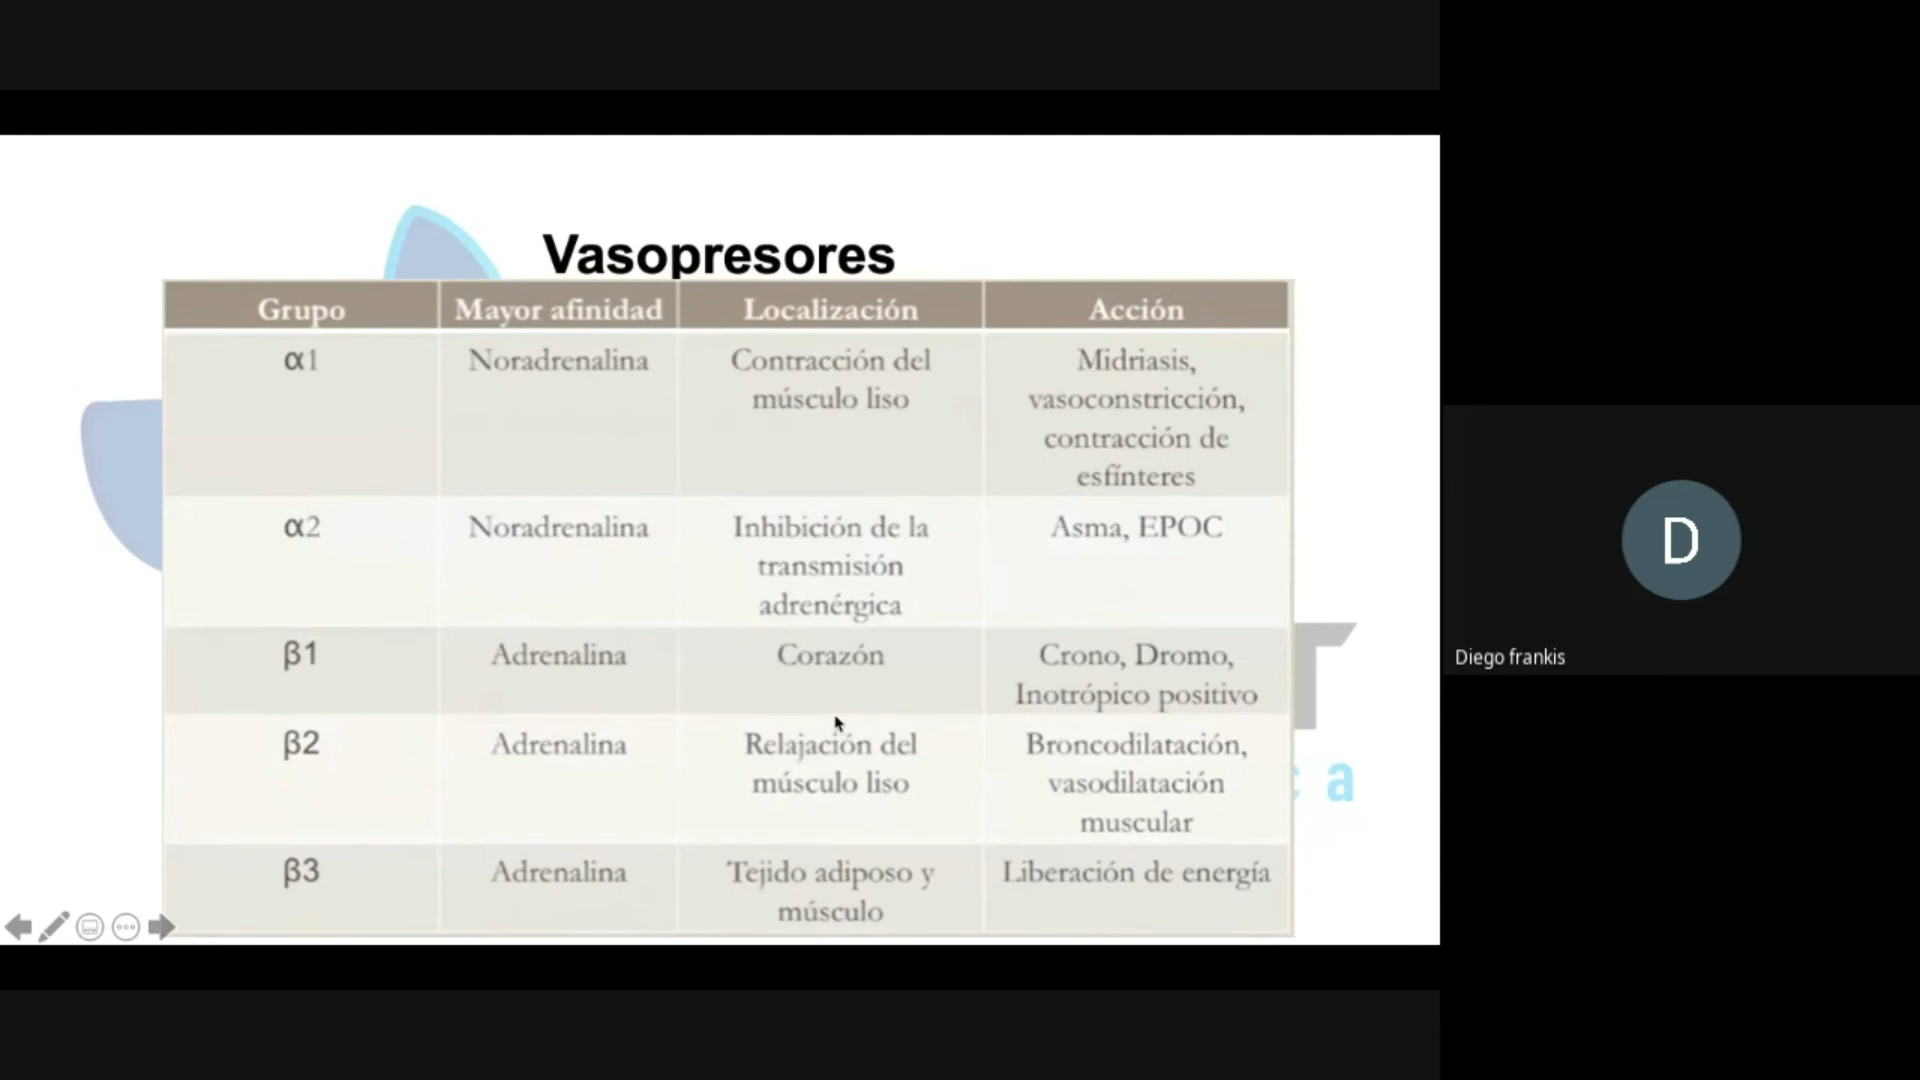 Vasopresores
Grupo
Mayor afinidad
Localización
Acción
α1
Noradrenalina
Contracción del
músculo liso
Midriasis,
vasoconstricción,
contracción de
esfínteres
α2
Noradrenalina
Inhibición de la
transmisión
adrenérgica
Asma, EPOC
β1
Adrenalina
Corazón
Crono, Dromo,
Inotrópico positivo
β2
Adrenalina
Relajación del
músculo liso
Broncodilatación,
vasodilatación
muscular
β3
Adrenalina
Tejido adiposo y
músculo
Liberación de energía
D
Diego frankis